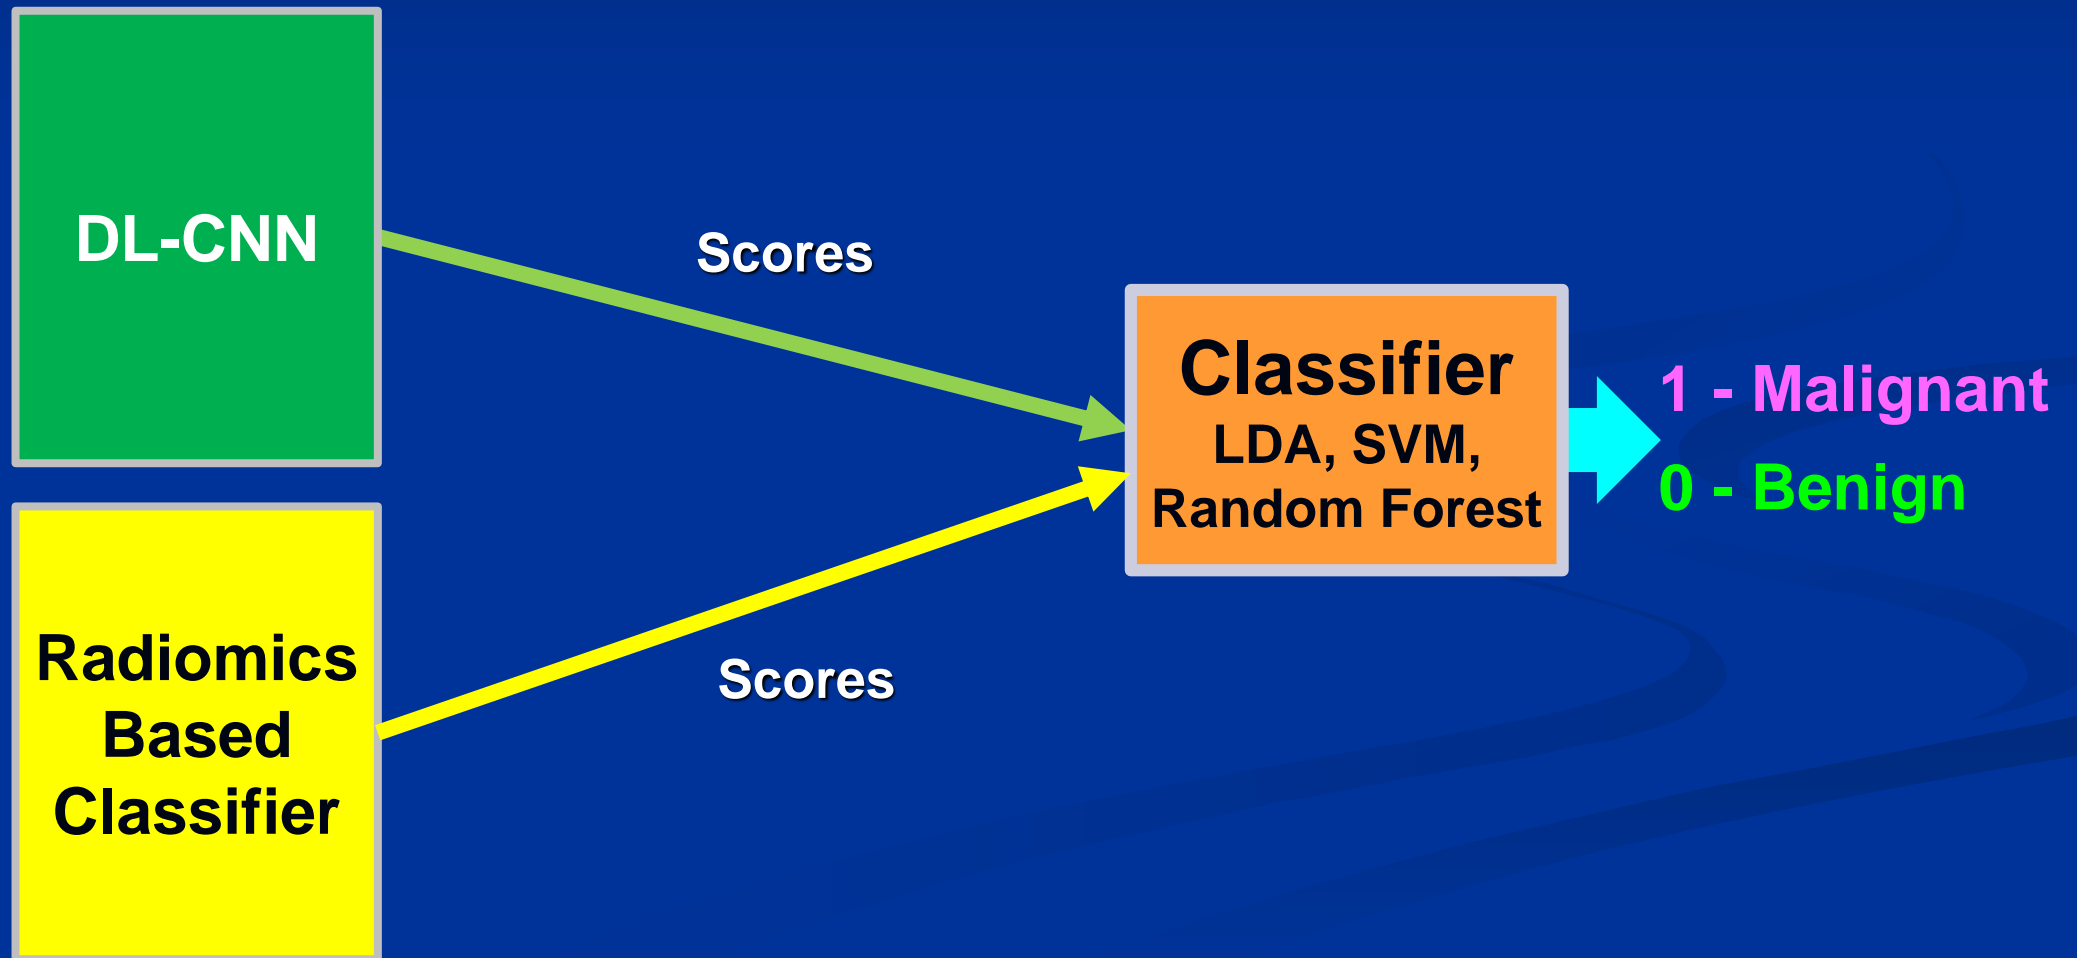 DL-CNN
Scores
Classifier
LDA, SVM,
Random Forest
1 - Malignant
0 - Benign
Radiomics
Based
Classifier
Scores